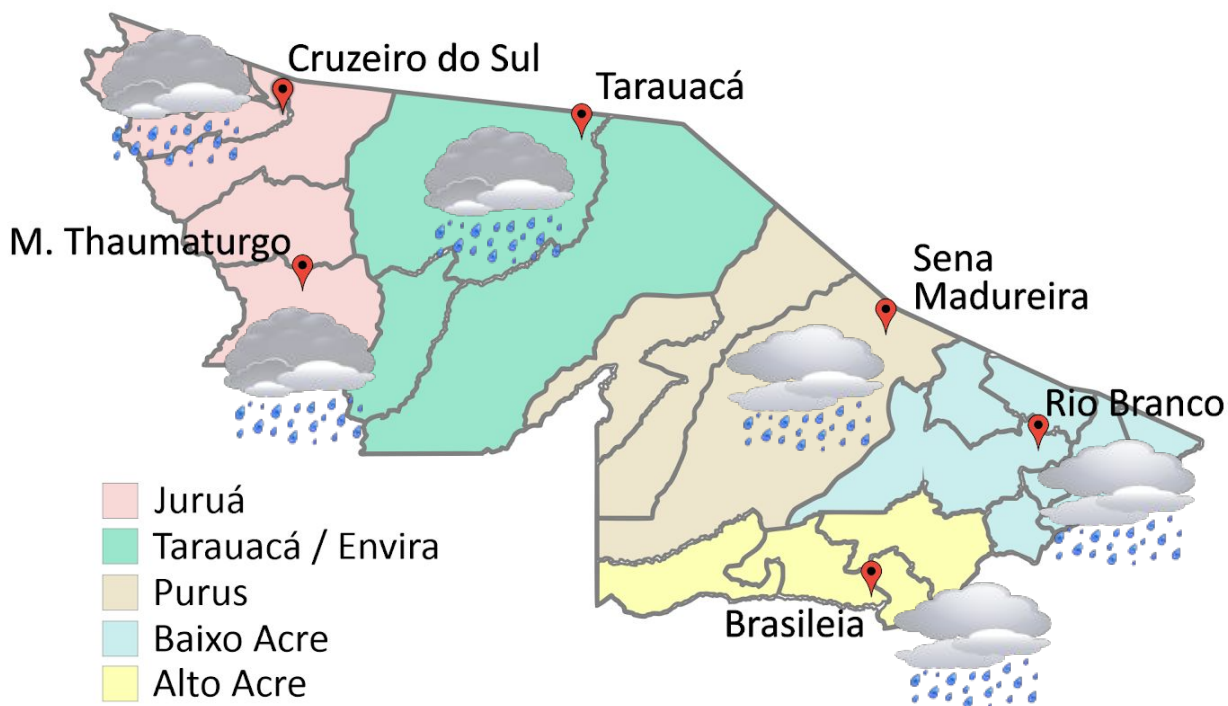 Cruzeiro do Sul
Tarauacá
M. Thaumaturgo
Sena
Madureira
Rio Branco
Brasileia
Juruá
Tarauacá / Envira
Purus
Baixo Acre
Alto Acre